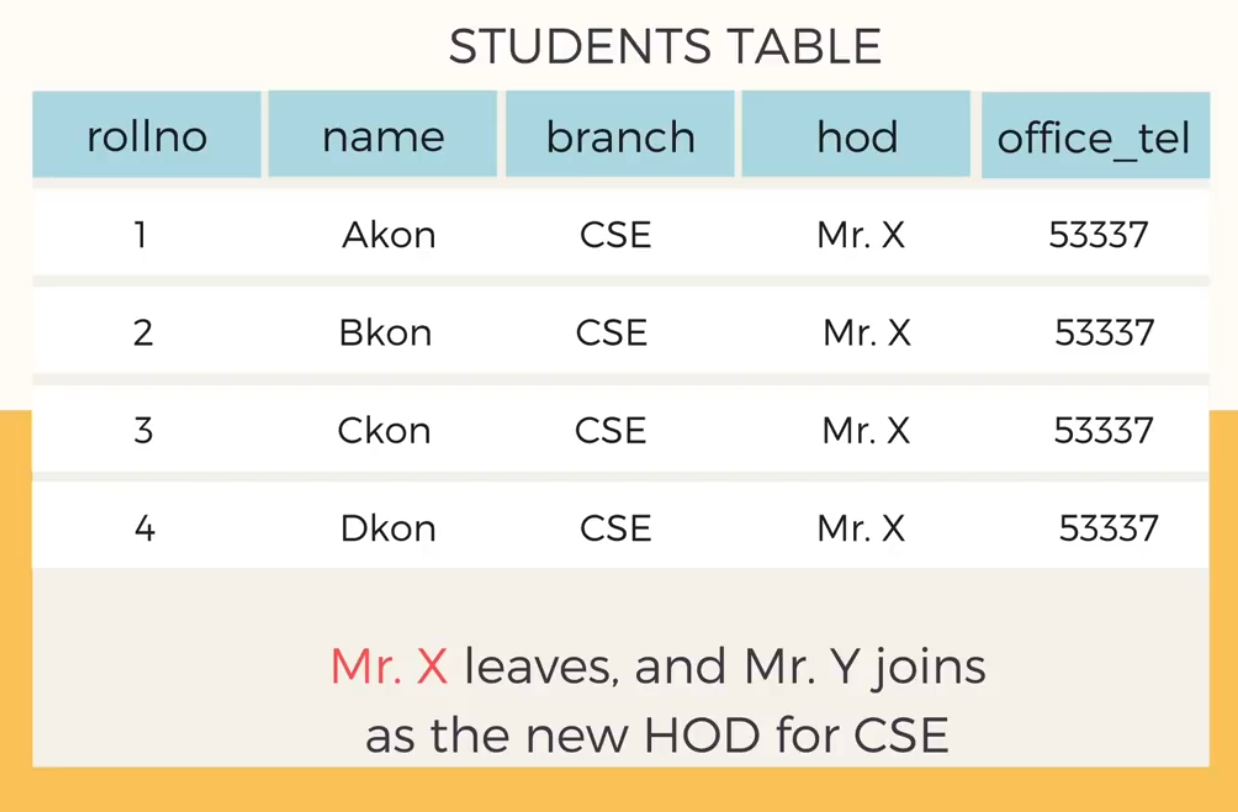 STUDENTS TABLE
rollno name branch hod office_tel
1 Akon CSE Mr. X 53337
2 Bkon CSE Mr. X 53337
3 Ckon CSE Mr. X 53337
4 Dkon CSE Mr. X 53337
Mr. X leaves, and Mr. Y joins
as the new HOD for CSE